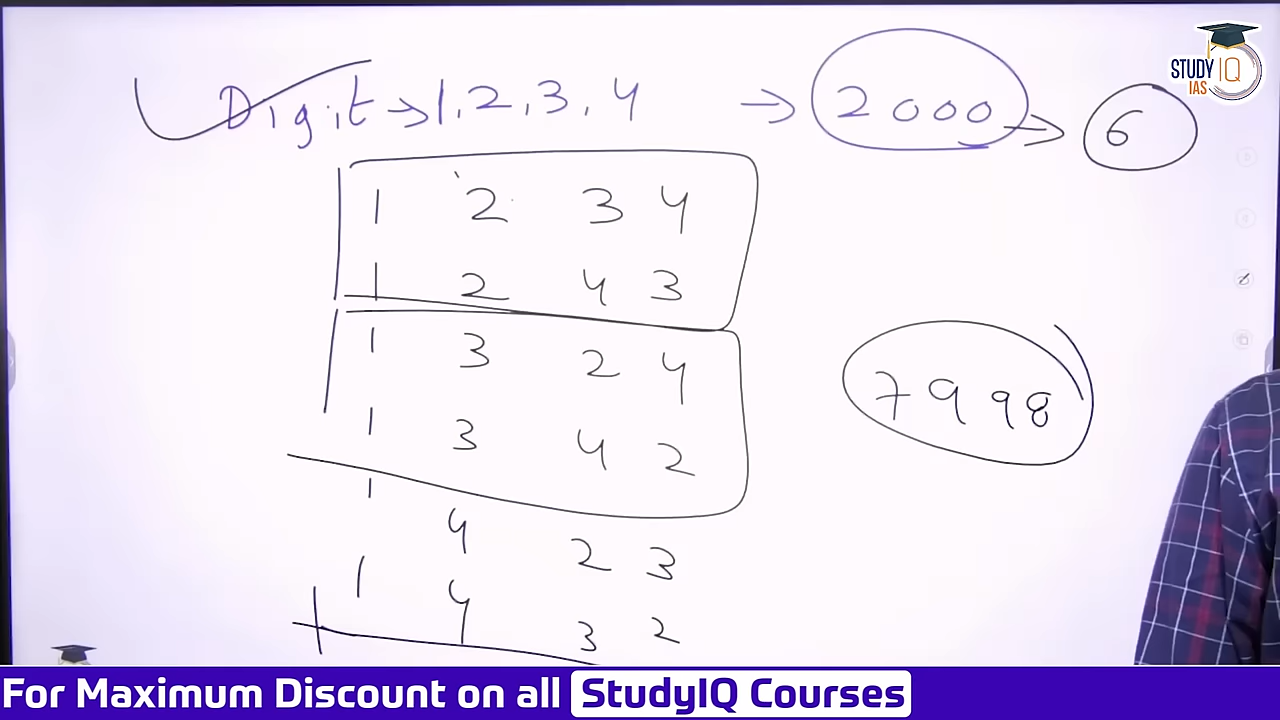 STUDY IQ
IAS
Digit → 1, 2, 3, 4 → 2000 → 6
1 2 3 4
1 2 4 3
1 3 2 4
1 3 4 2
7998
1 4 2 3
1 4 3 2
For Maximum Discount on all StudyIQ Courses